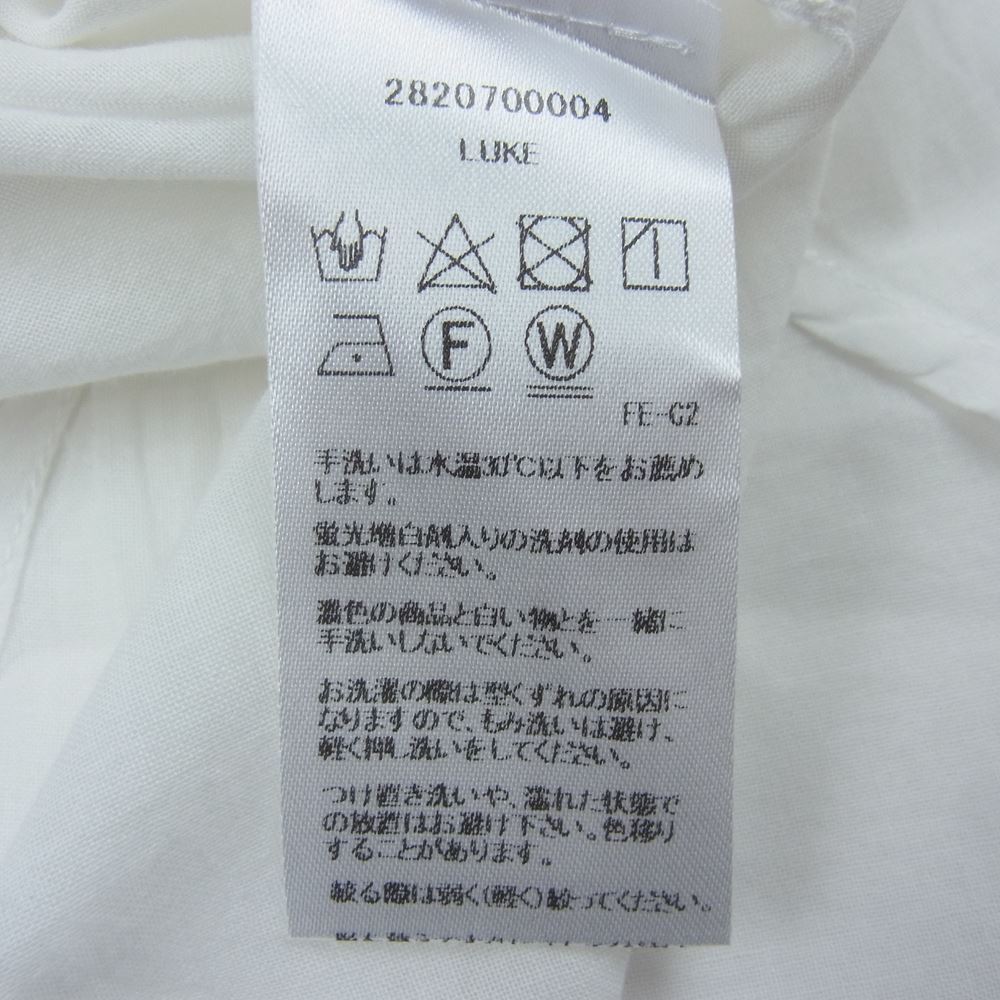 2820700004
LUKE
F
W
FE-C2
手洗いは水温30℃以下をお薦め
します。
蛍光増白剤入りの洗剤の使用は
お避けください。
濃色の商品と白い物とを一緒に
手洗いしないでください。
お洗濯の際は型くずれの原因に
なりますので、もみ洗いは避け、
軽く押し洗いをしてください。
つけ置き洗いや、濡れた状態で
の放置はお避け下さい。色移り
することがあります。
絞る際は弱く(軽く)絞ってください。